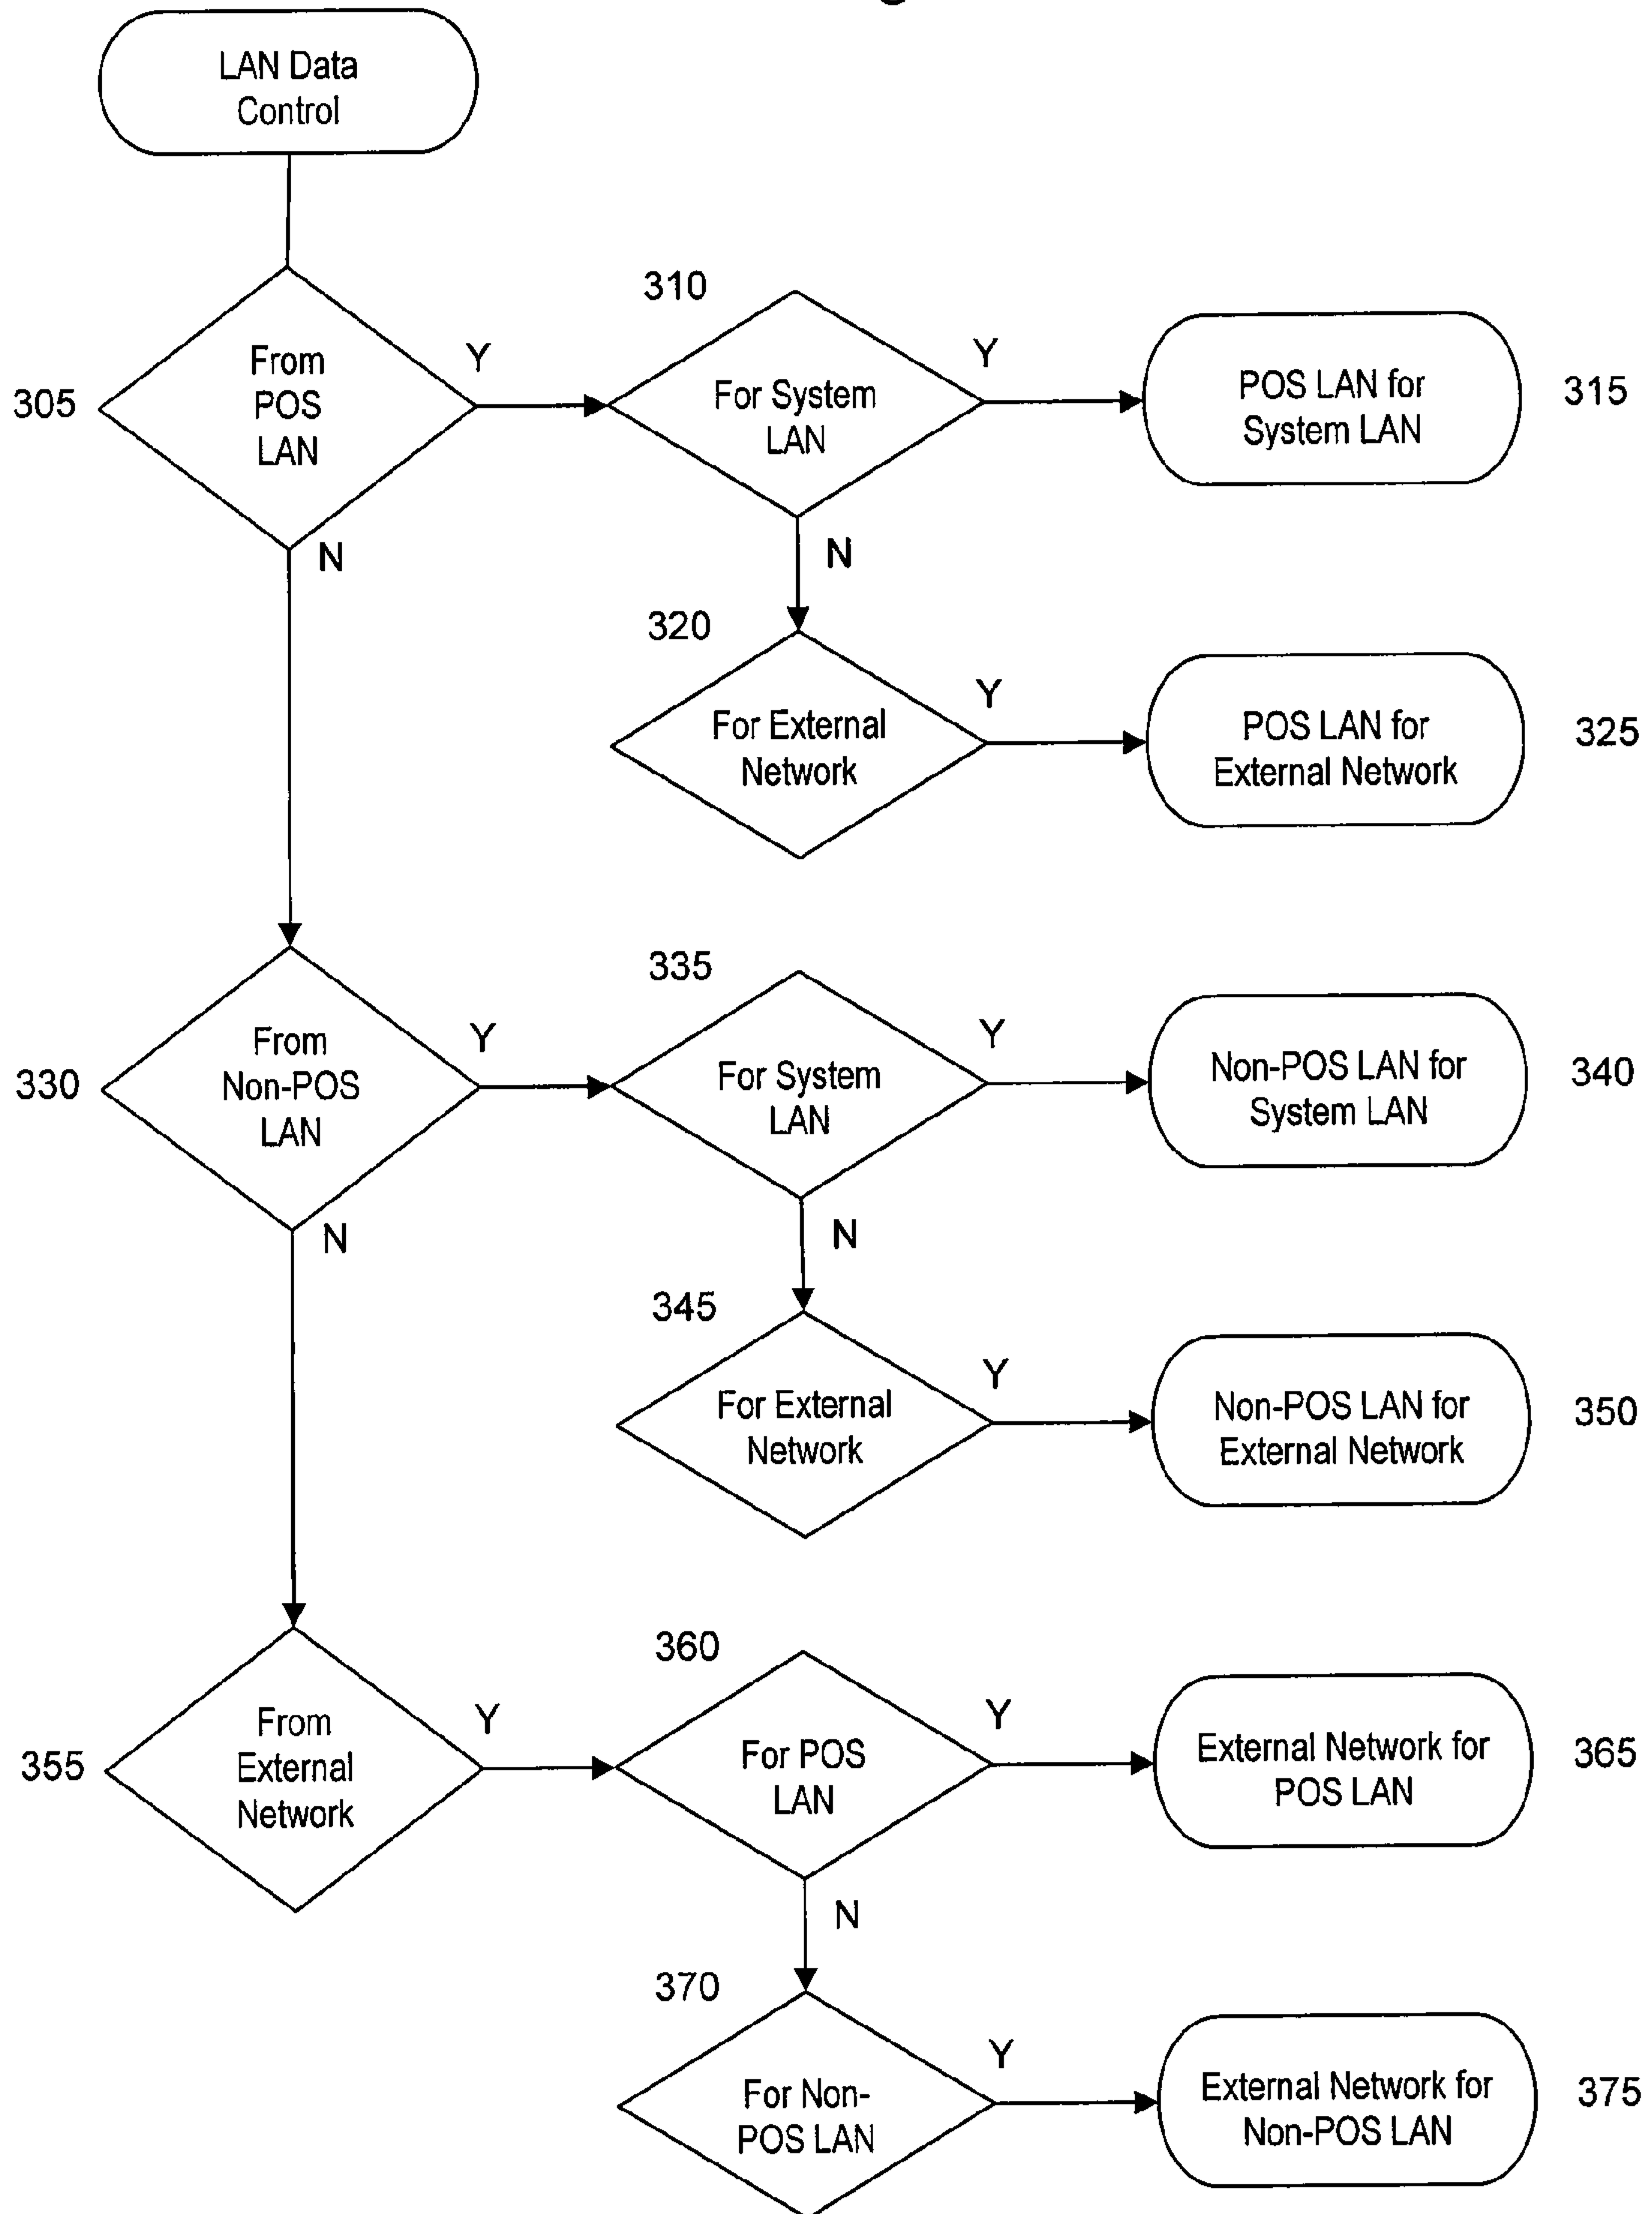 LAN Data
Control
310
From
POS
LAN
Y
305
For System
LAN
Y
POS LAN for
System LAN
315
N
N
320
For External
Network
Y
POS LAN for
External Network
325
335
From
Non-POS
LAN
Y
330
For System
LAN
Y
Non-POS LAN for
System LAN
340
N
N
345
For External
Network
Y
Non-POS LAN for
External Network
350
360
From
External
Network
Y
355
For POS
LAN
Y
External Network for
POS LAN
365
N
370
For Non-
POS LAN
Y
External Network for
Non-POS LAN
375